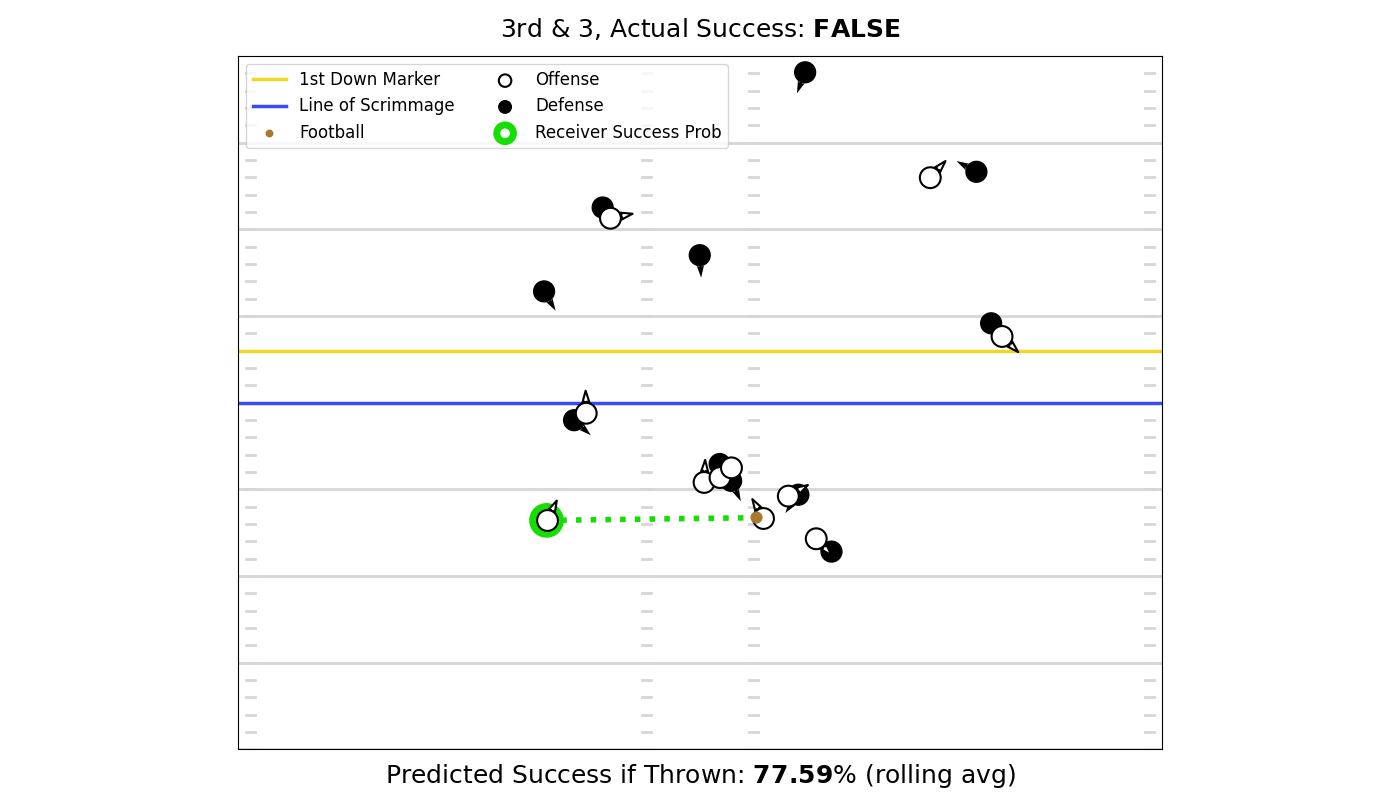 3rd & 3, Actual Success: FALSE
1st Down Marker
Line of Scrimmage
Football
Offense
Defense
Receiver Success Prob
Predicted Success if Thrown: 77.59% (rolling avg)